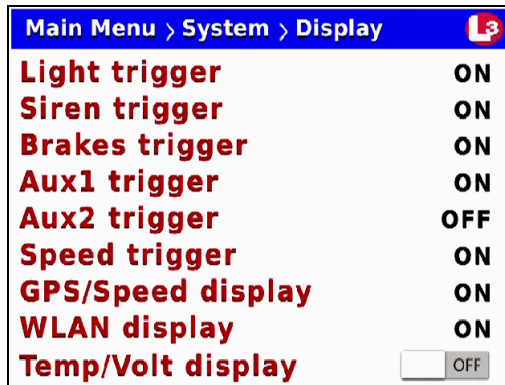 Main Menu > System > Display L3
Light trigger ON
Siren trigger ON
Brakes trigger ON
Aux1 trigger ON
Aux2 trigger OFF
Speed trigger ON
GPS/Speed display ON
WLAN display ON
Temp/Volt display OFF